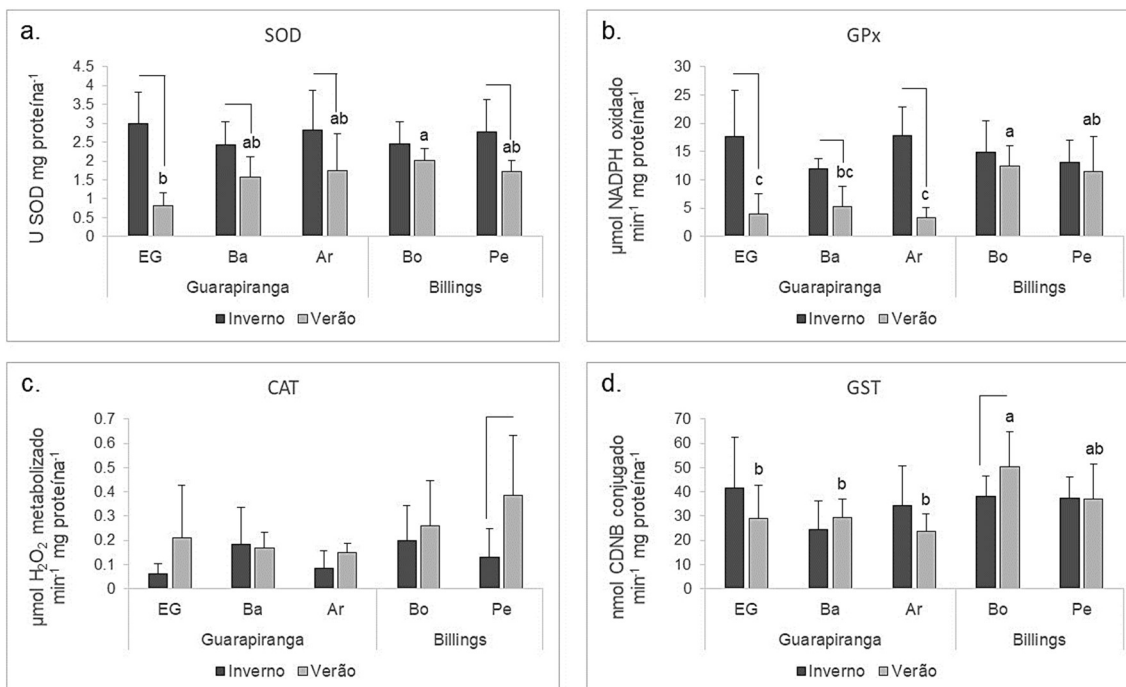 a.
SOD
U SOD mg proteína-1
4.5
4
3.5
3
2.5
2
1.5
1
0.5
0
b
ab
ab
a
ab
EG Ba Ar Bo Pe
Guarapiranga Billings
Inverno Verão
b.
GPx
µmol NADPH oxidado
min-1 mg proteína-1
30
25
20
15
10
5
0
c
bc
c
a
ab
EG Ba Ar Bo Pe
Guarapiranga Billings
Inverno Verão
c.
CAT
µmol H2O2 metabolizado
min-1 mg proteína-1
0.7
0.6
0.5
0.4
0.3
0.2
0.1
0
EG Ba Ar Bo Pe
Guarapiranga Billings
Inverno Verão
d.
GST
nmol CDNB conjugado
min-1 mg proteína-1
70
60
50
40
30
20
10
0
b
b
b
a
ab
EG Ba Ar Bo Pe
Guarapiranga Billings
Inverno Verão